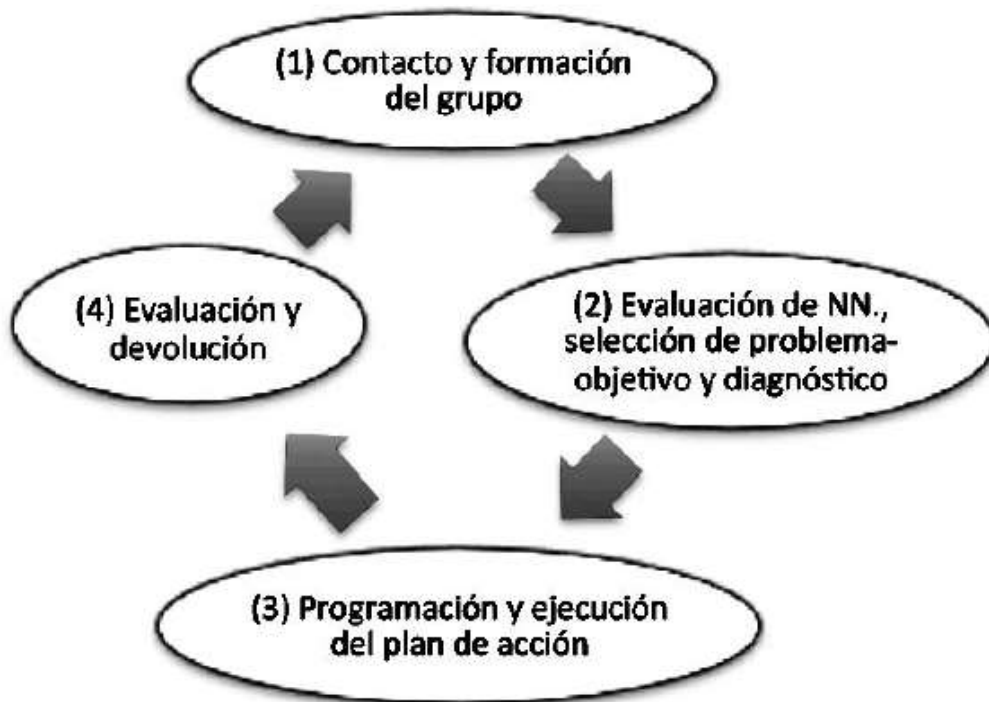 (1) Contacto y formación
del grupo
(2) Evaluación de NN.,
selección de problema-
objetivo y diagnóstico
(3) Programación y ejecución
del plan de acción
(4) Evaluación y
devolución